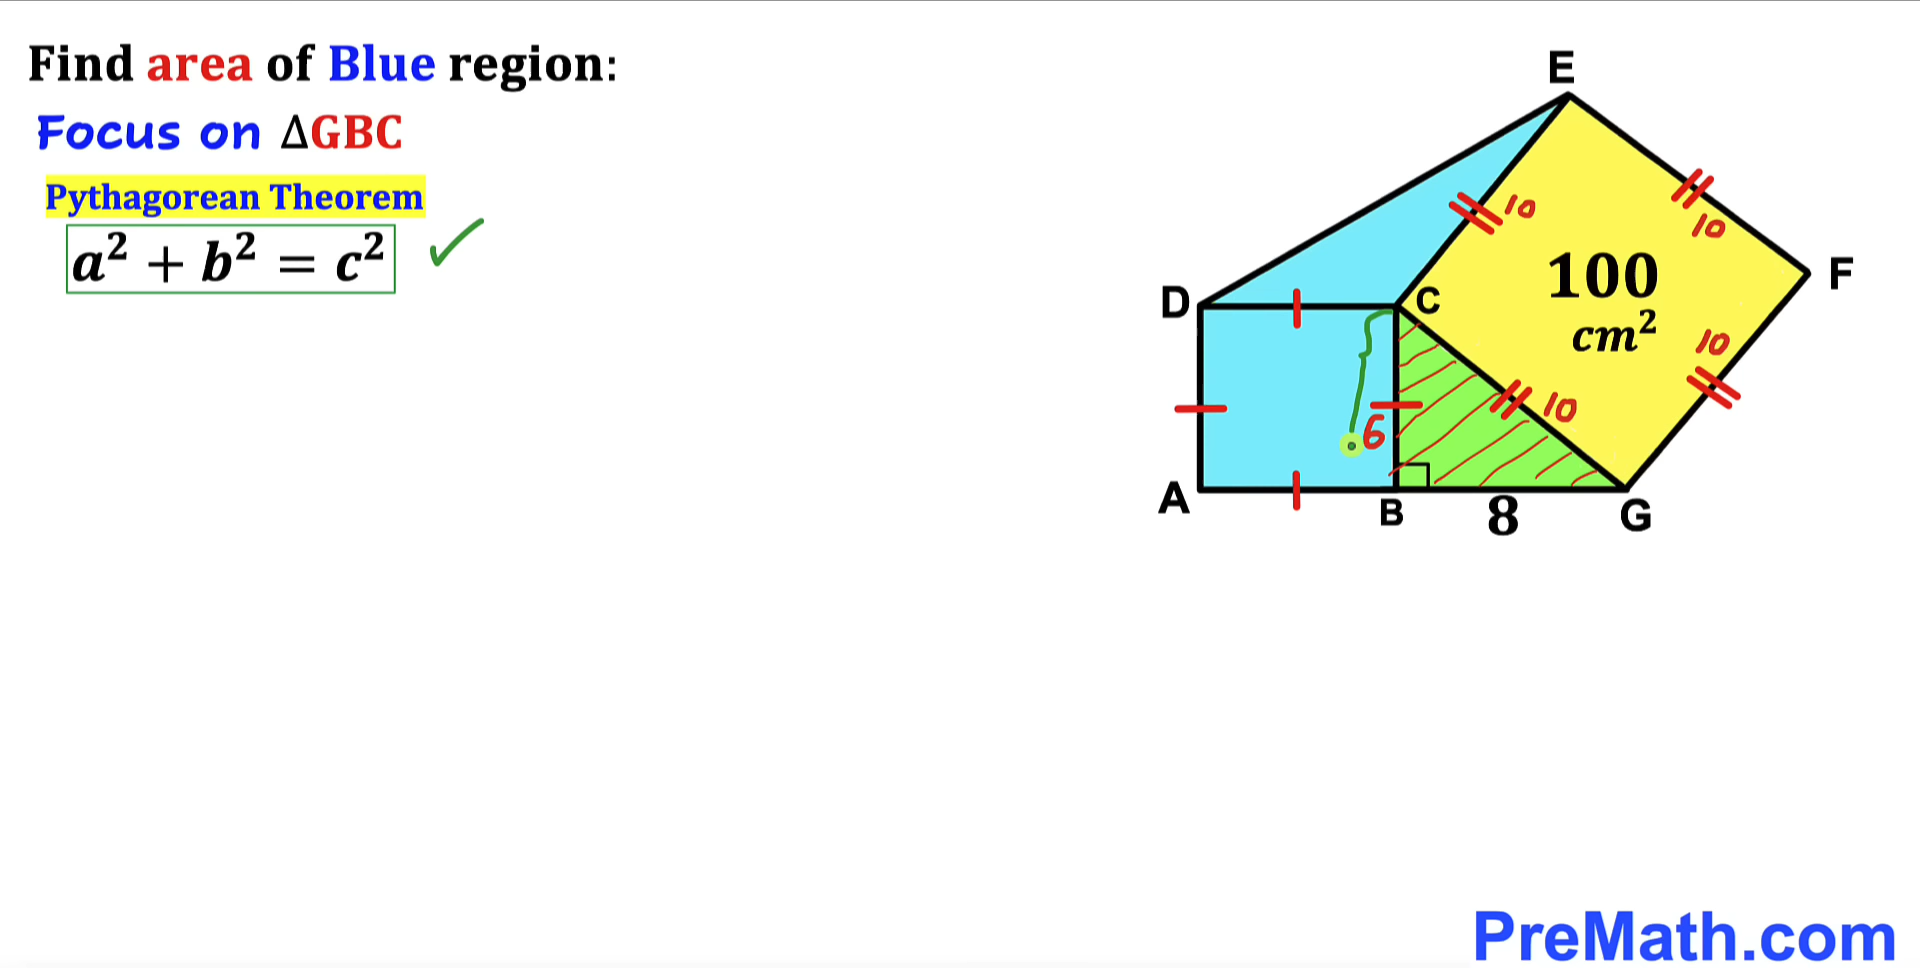 Find area of Blue region:
Focus on ΔGBC
Pythagorean Theorem
a² + b² = c²
E
10
10
F
100
cm²
D
C
10
6
10
A
B
8
G
PreMath.com